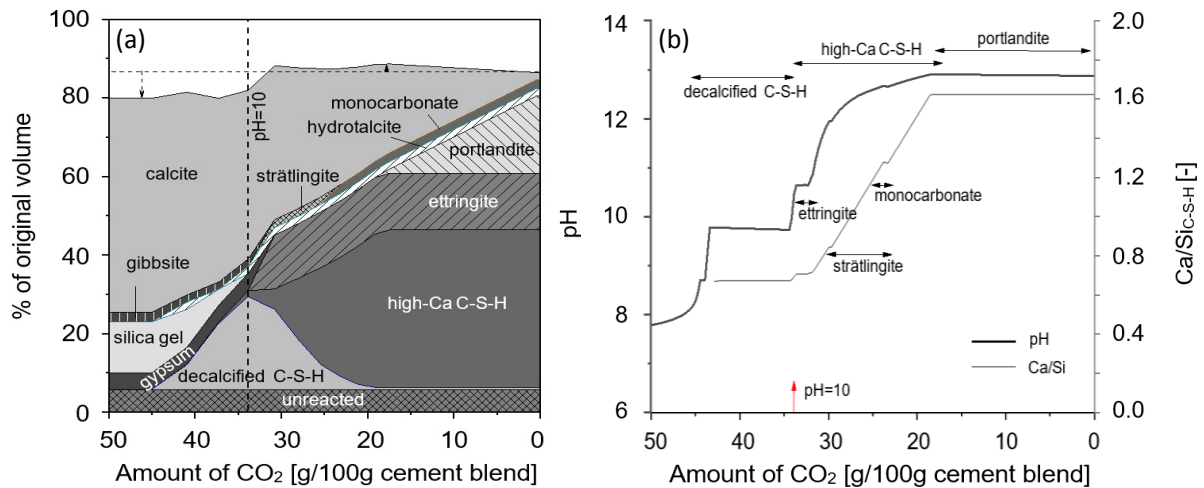 (a)
% of original volume
100
80
60
40
20
0
pH=10
monocarbonate
hydrotalcite
portlandite
calcite
strätlingite
ettringite
gibbsite
high-Ca C-S-H
silica gel
gypsum
decalcified C-S-H
unreacted
50 40 30 20 10 0
Amount of CO₂ [g/100g cement blend]
(b)
pH
14
12
10
8
6
high-Ca C-S-H
portlandite
decalcified C-S-H
ettringite
monocarbonate
strätlingite
pH
Ca/Si
pH=10
50 40 30 20 10 0
Amount of CO₂ [g/100g cement blend]
2.0
1.6
1.2
0.8
0.4
0.0
Ca/Si C-S-H [-]